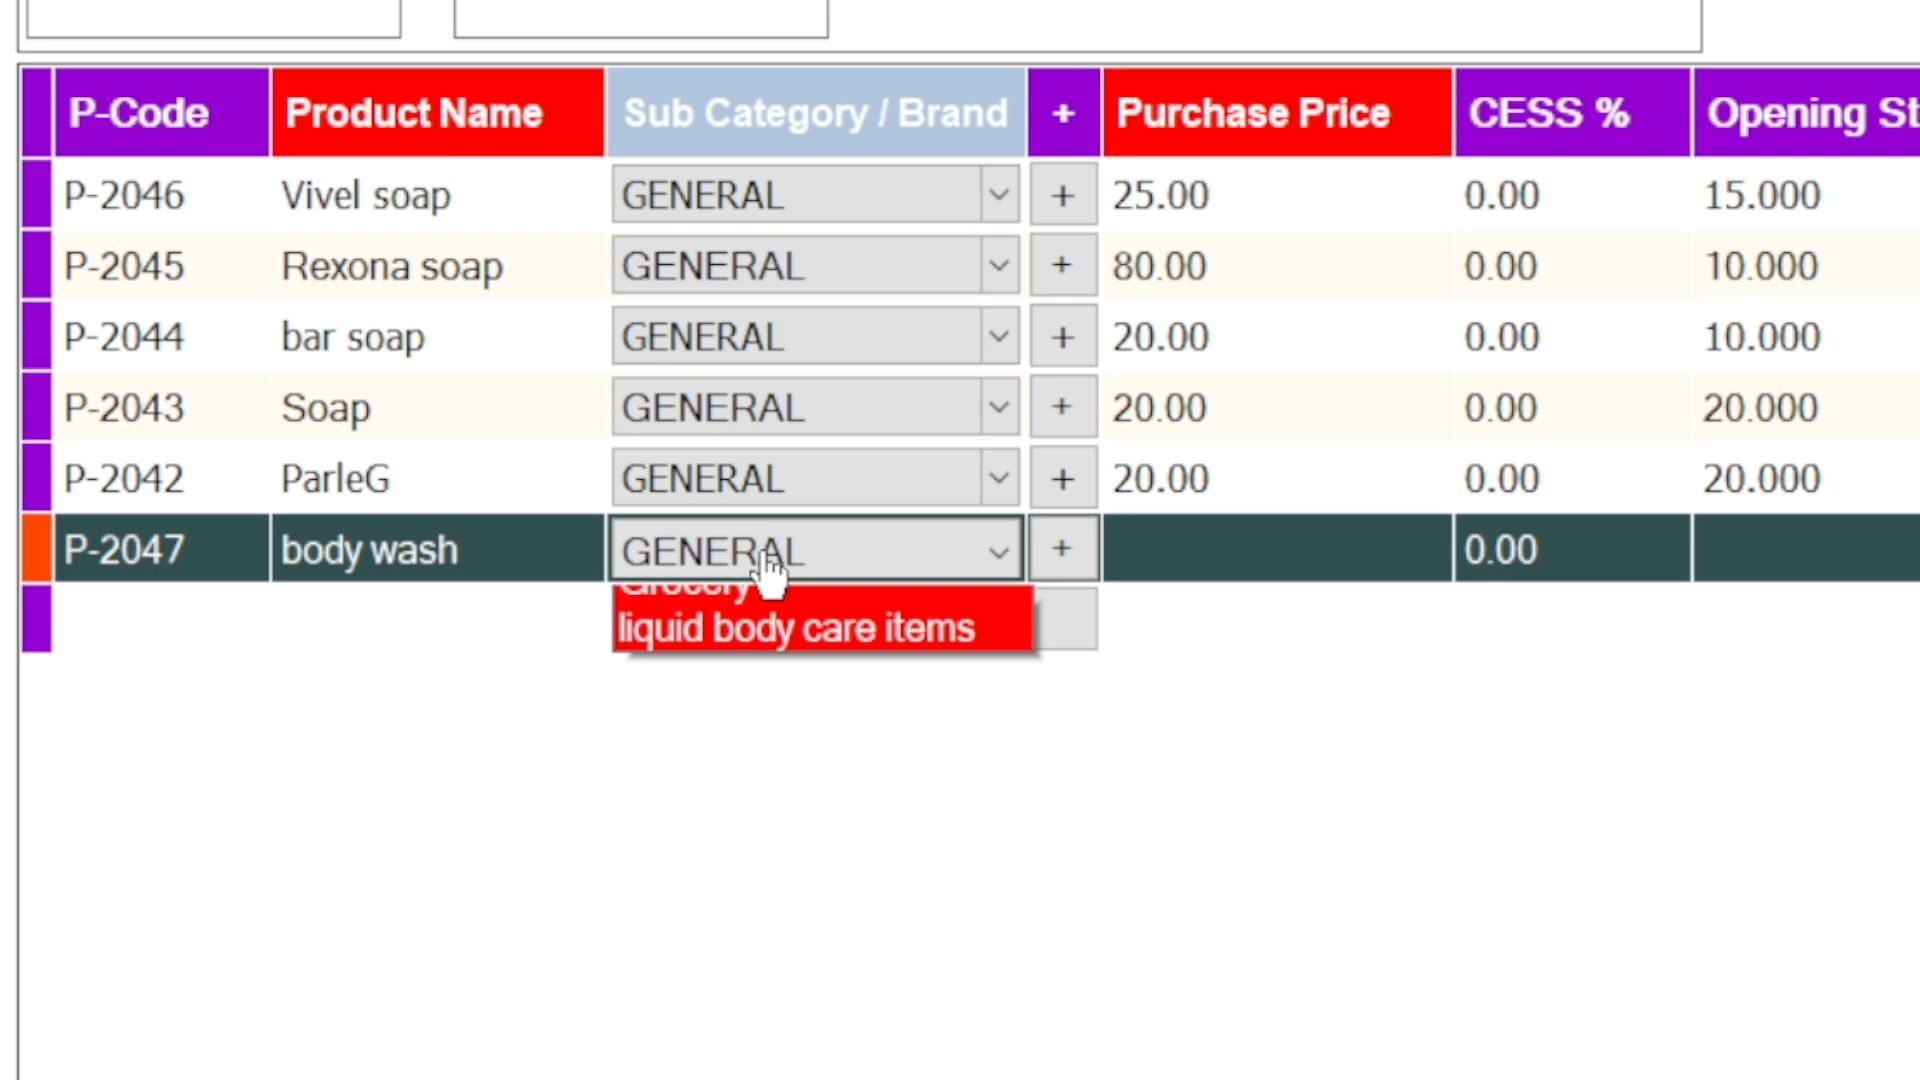 P-Code Product Name Sub Category / Brand + Purchase Price CESS % Opening St
P-2046 Vivel soap GENERAL + 25.00 0.00 15.000
P-2045 Rexona soap GENERAL + 80.00 0.00 10.000
P-2044 bar soap GENERAL + 20.00 0.00 10.000
P-2043 Soap GENERAL + 20.00 0.00 20.000
P-2042 ParleG GENERAL + 20.00 0.00 20.000
P-2047 body wash GENERAL + 0.00
Grocery
liquid body care items